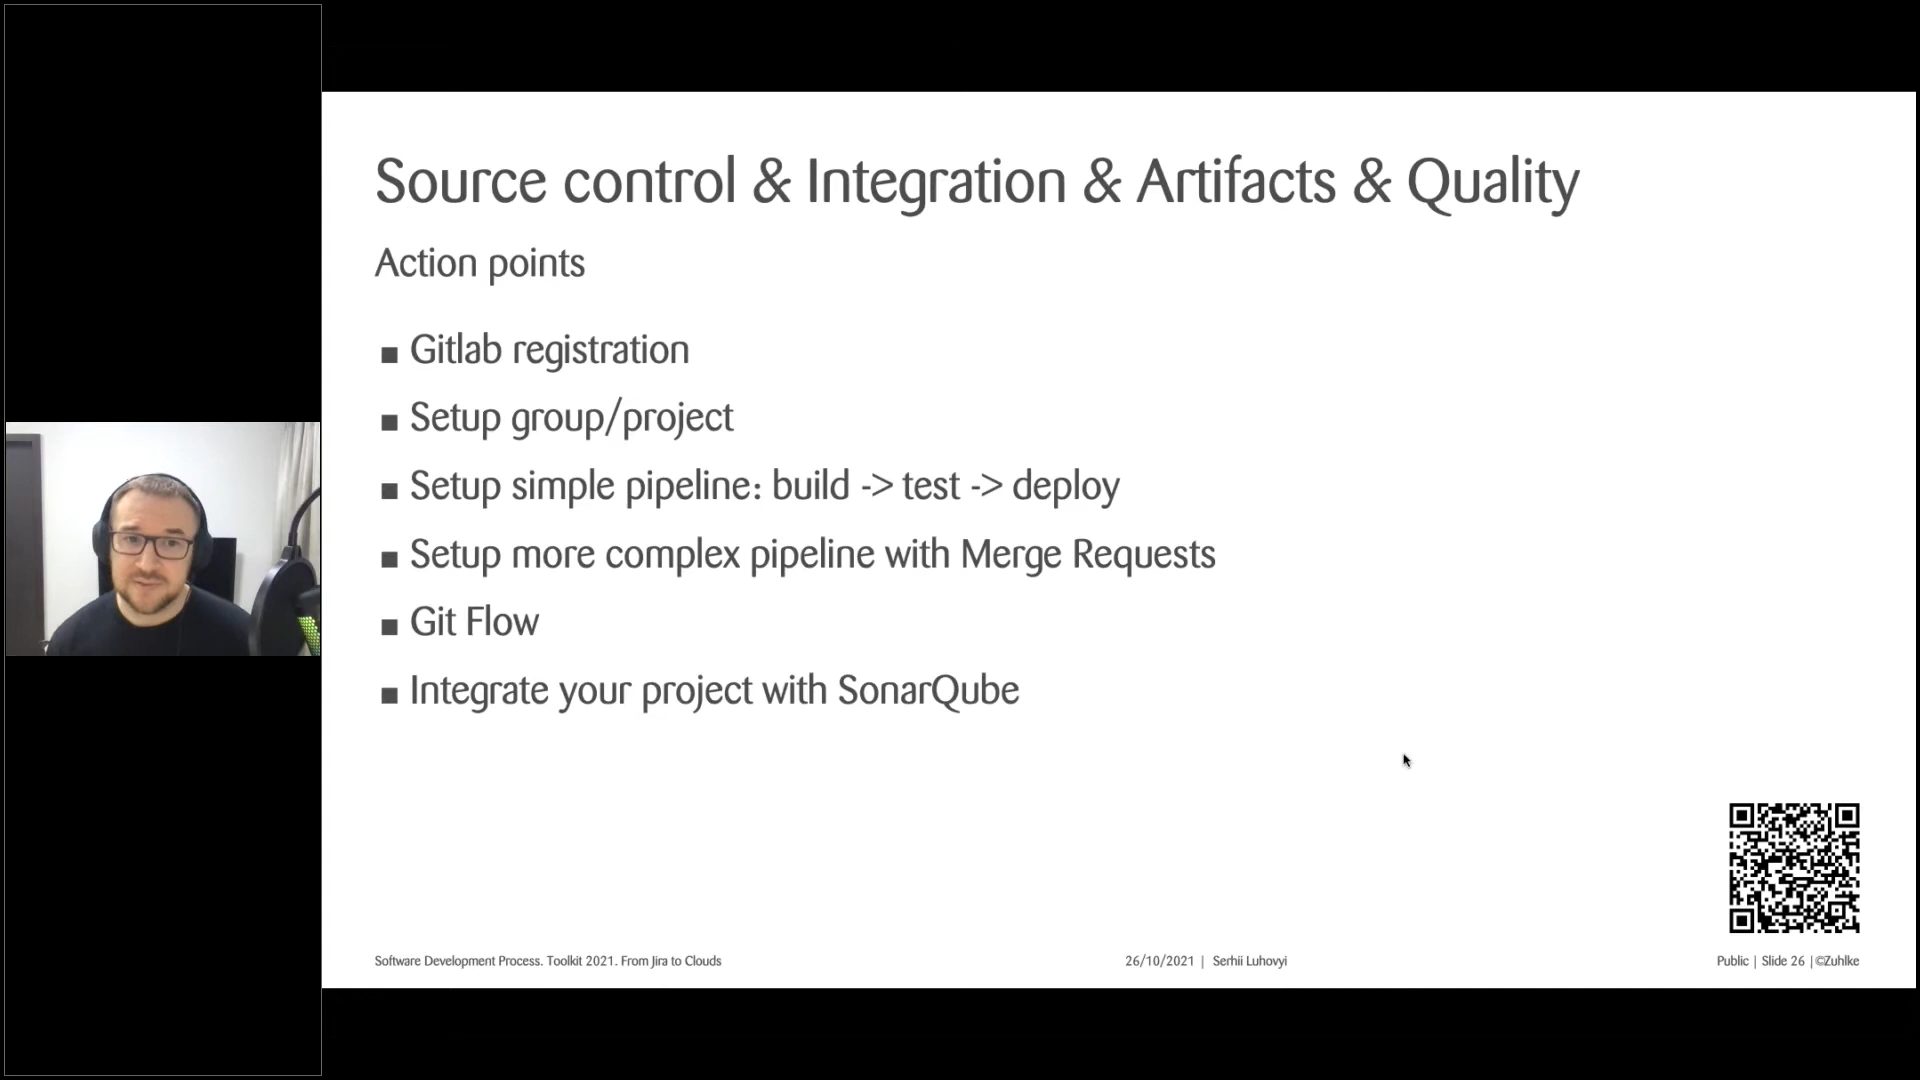 Source control & Integration & Artifacts & Quality
Action points
■ Gitlab registration
■ Setup group/project
■ Setup simple pipeline: build -> test -> deploy
■ Setup more complex pipeline with Merge Requests
■ Git Flow
■ Integrate your project with SonarQube
Software Development Process. Toolkit 2021. From Jira to Clouds
26/10/2021 | Serhii Luhovyi
Public | Slide 26 |©Zuhlke